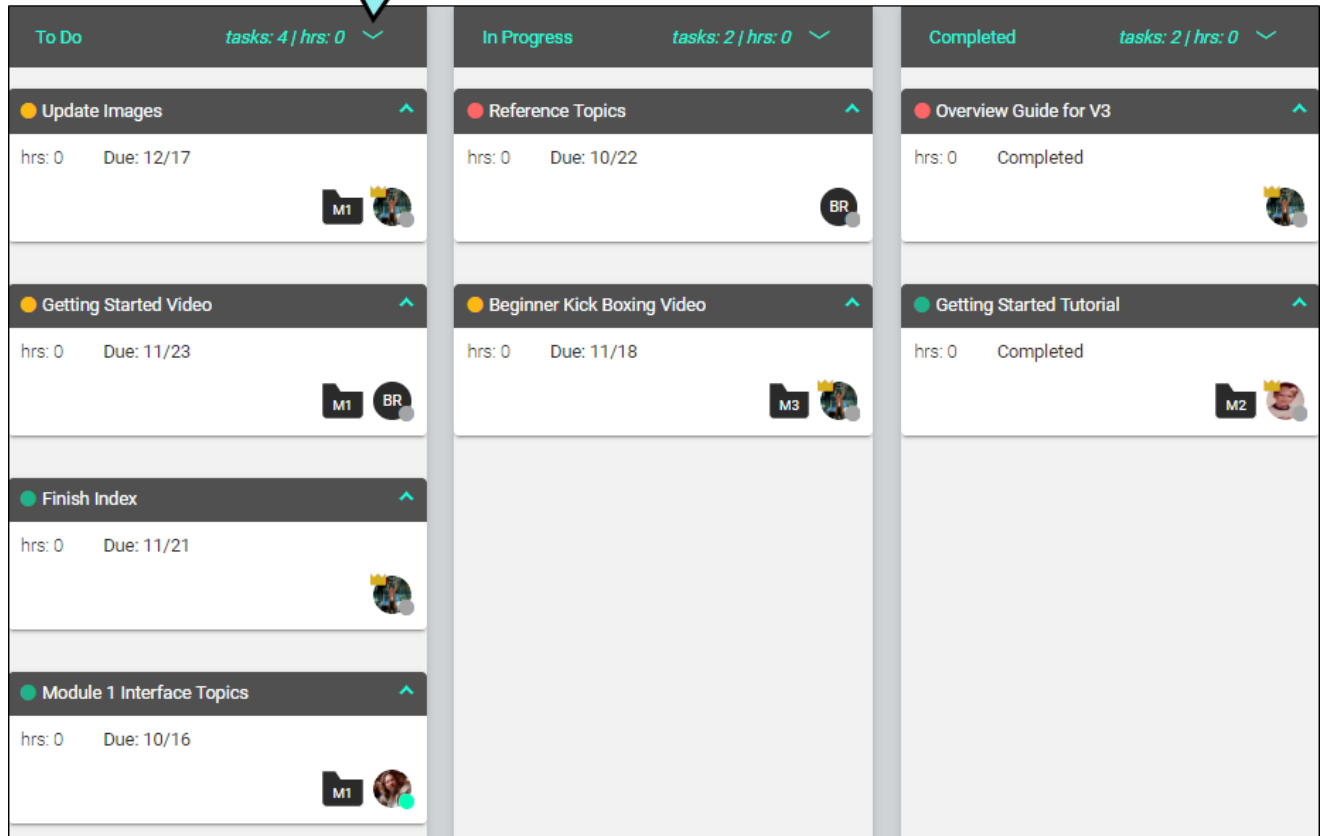 To Do tasks: 4 | hrs: 0
Update Images
hrs: 0 Due: 12/17
M1
Getting Started Video
hrs: 0 Due: 11/23
M1 BR
Finish Index
hrs: 0 Due: 11/21
Module 1 Interface Topics
hrs: 0 Due: 10/16
M1
In Progress tasks: 2 | hrs: 0
Reference Topics
hrs: 0 Due: 10/22
BR
Beginner Kick Boxing Video
hrs: 0 Due: 11/18
M3
Completed tasks: 2 | hrs: 0
Overview Guide for V3
hrs: 0 Completed
Getting Started Tutorial
hrs: 0 Completed
M2